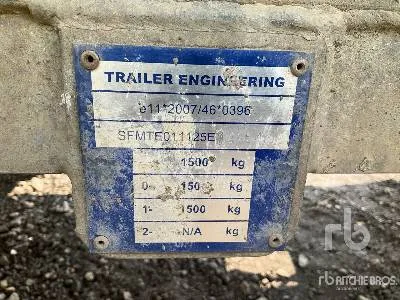 TRAILER ENGINEERING
e11*2007/46*0396
SFMTE011125E
1500 kg
0- 150 kg
1- 1500 kg
2- N/A kg
rb
RITCHIE BROS.